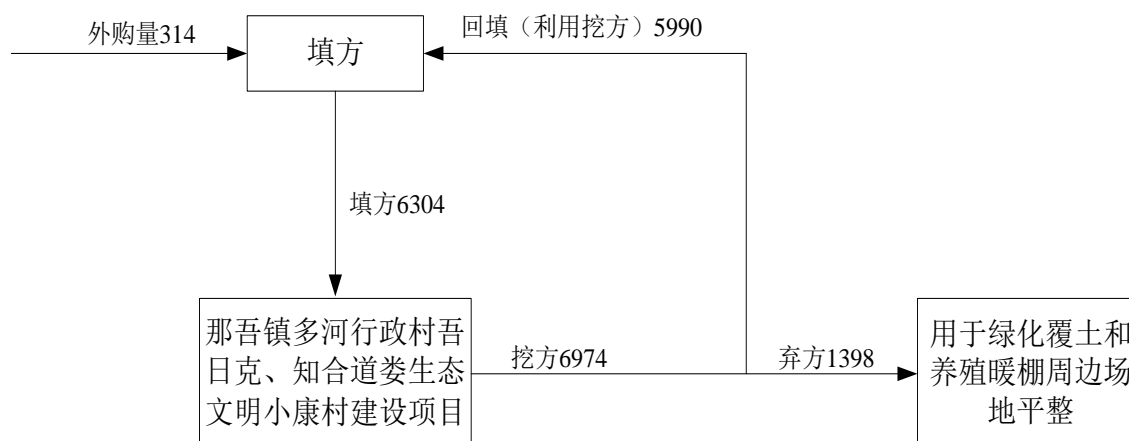 外购量314
回填（利用挖方）5990
填方
填方6304
那吾镇多河行政村吾
日克、知合道娄生态
文明小康村建设项目
挖方6974
弃方1398
用于绿化覆土和
养殖暖棚周边场
地平整